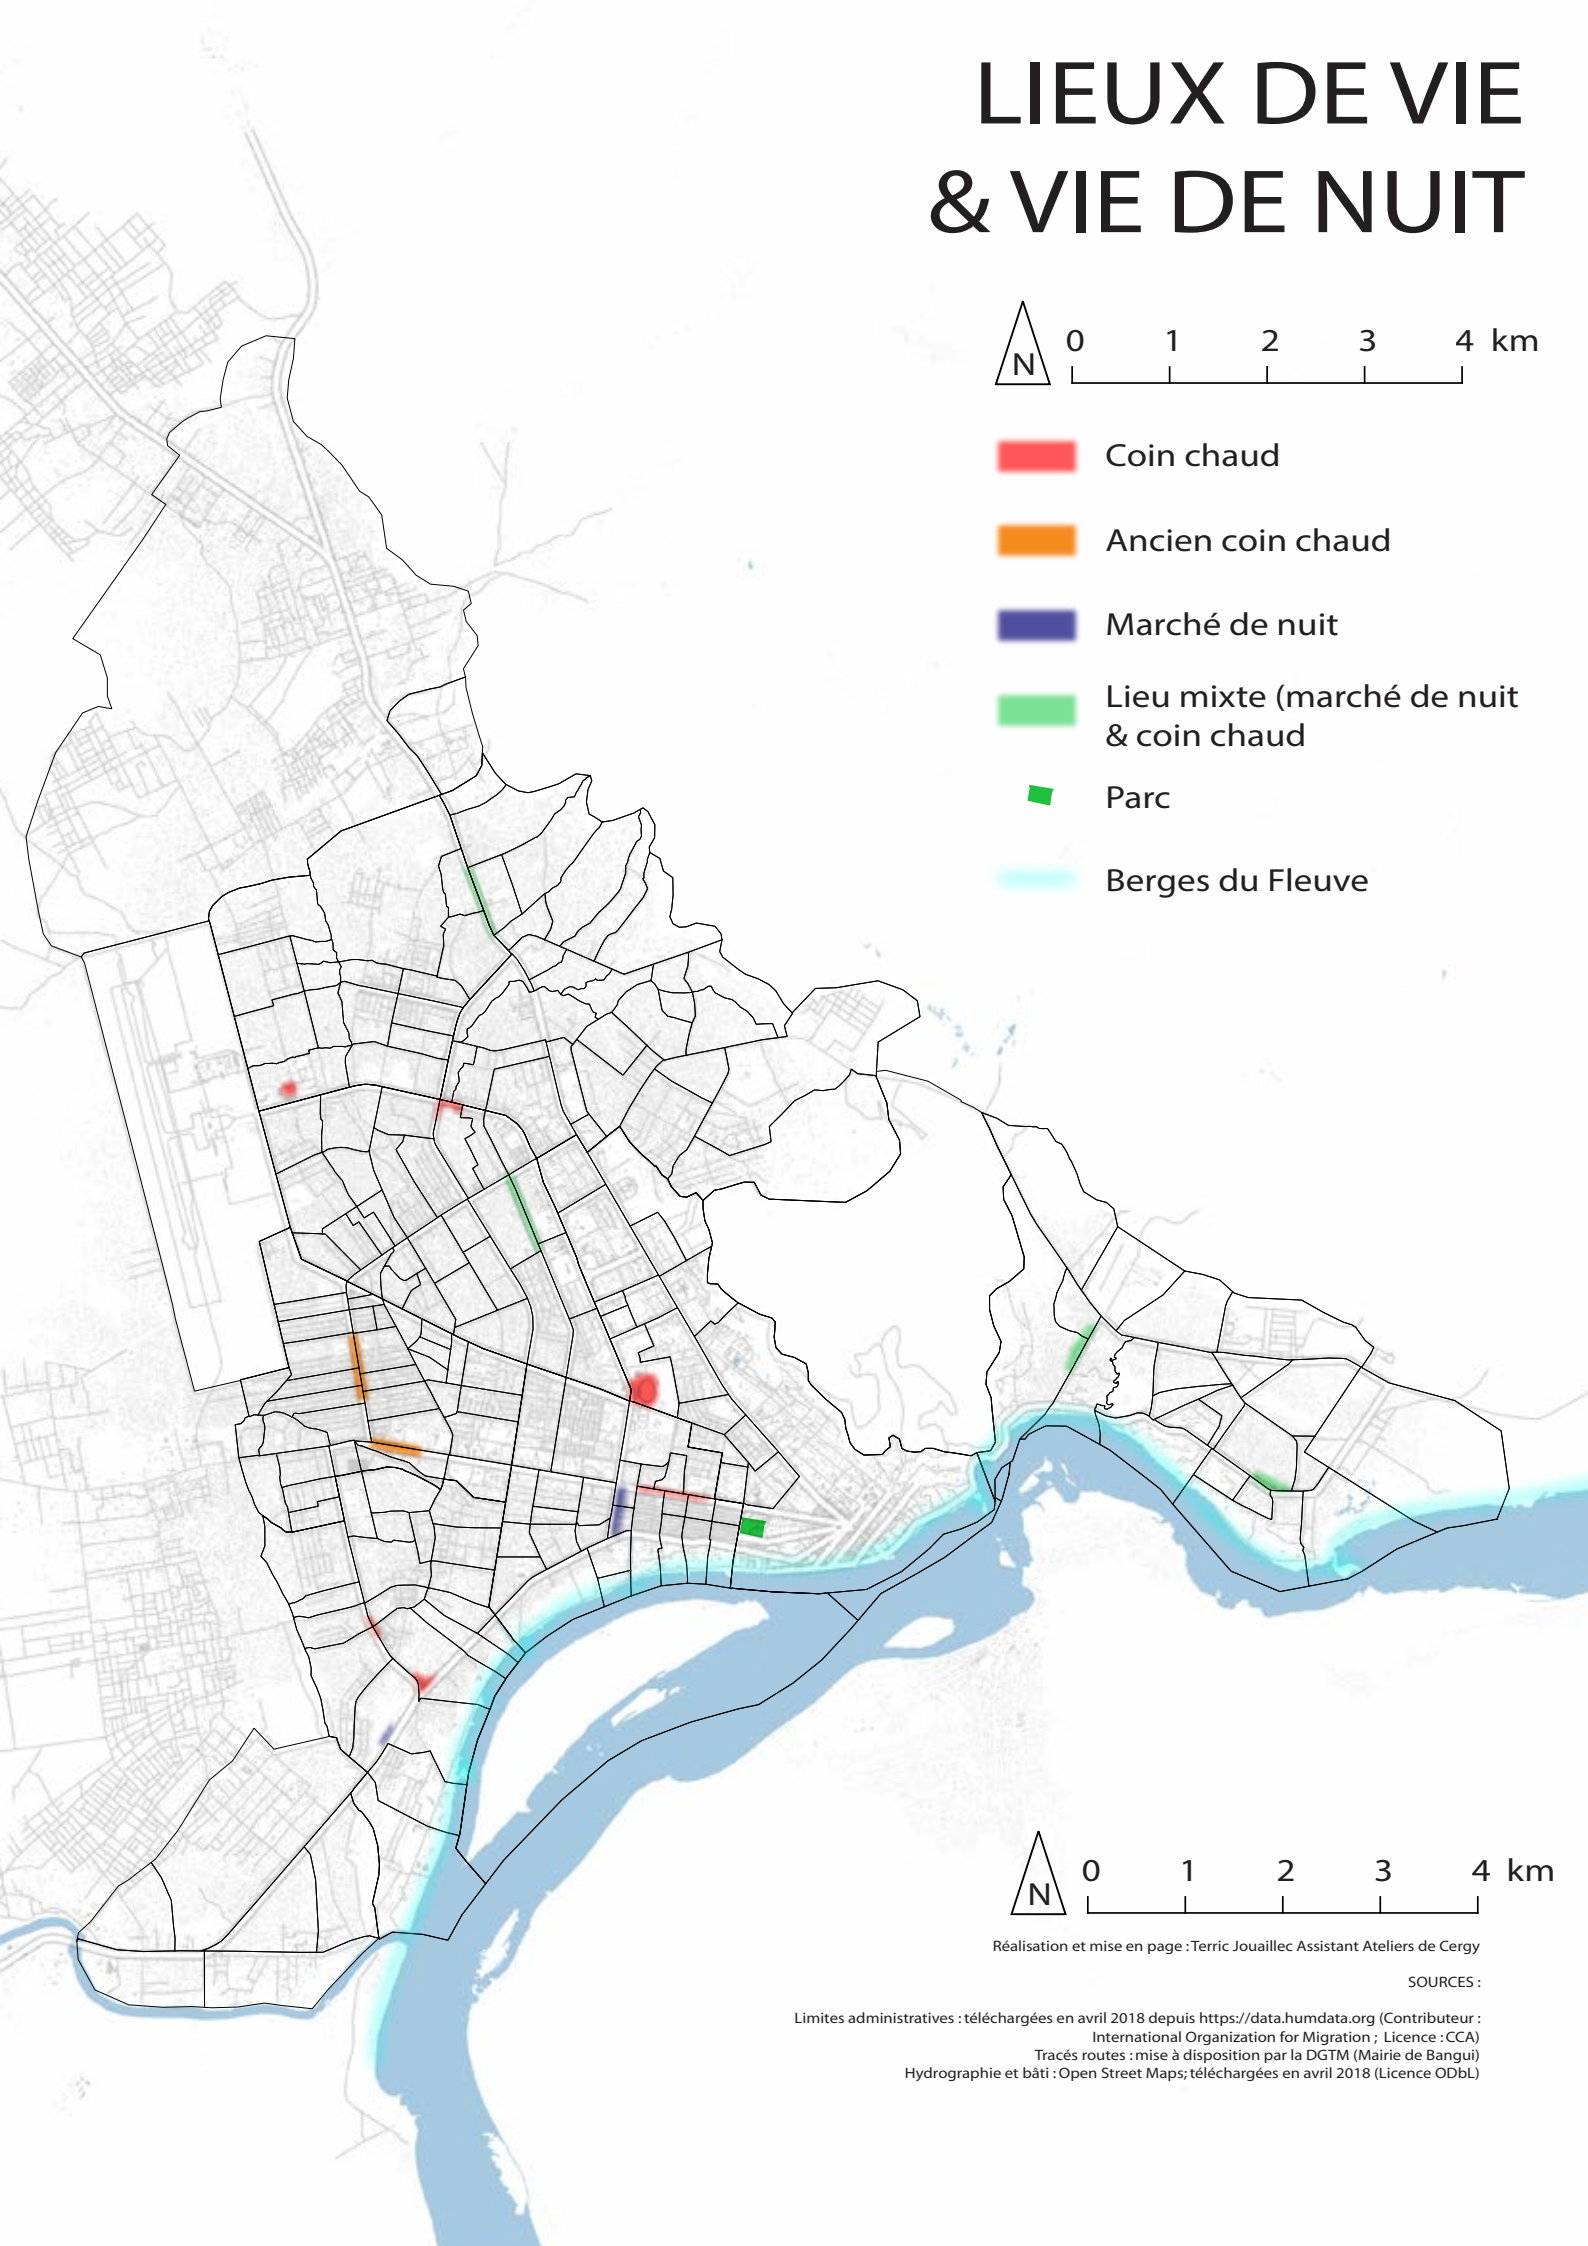 LIEUX DE VIE
& VIE DE NUIT
N
0 1 2 3 4 km
Coin chaud
Ancien coin chaud
Marché de nuit
Lieu mixte (marché de nuit
& coin chaud
Parc
Berges du Fleuve
N
0 1 2 3 4 km
Réalisation et mise en page : Terric Jouaillec Assistant Ateliers de Cergy
SOURCES :
Limites administratives : téléchargées en avril 2018 depuis https://data.humdata.org (Contributeur :
International Organization for Migration ; Licence : CCA)
Tracés routes : mise à disposition par la DGTM (Mairie de Bangui)
Hydrographie et bâti : Open Street Maps; téléchargées en avril 2018 (Licence ODbL)